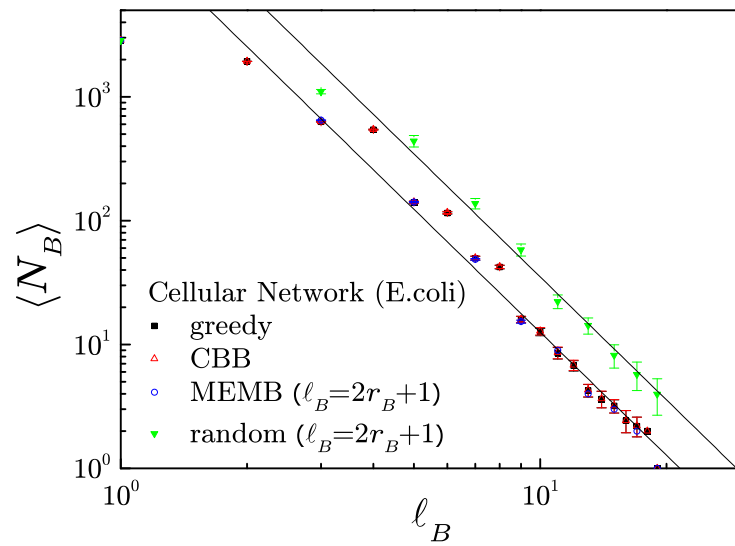 10³
10²
10¹
10⁰
⟨N_B⟩
Cellular Network (E.coli)
greedy
CBB
MEMB (ℓ_B=2r_B+1)
random (ℓ_B=2r_B+1)
10⁰
10¹
ℓ_B